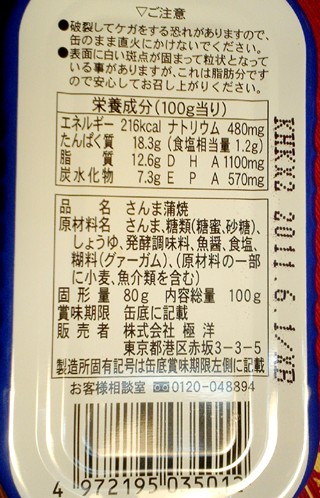 ▽ご注意
●破裂してケガをする恐れがありますので、
缶のまま直火にかけないでください。
●表面に白い斑点が固まって粒状となって
いる事がありますが、これは脂肪分です
ので安心してお召し上がりください。
栄養成分(100g当り)
エネルギー 216kcal ナトリウム 480mg
たんぱく質 18.3g (食塩相当量 1.2g)
脂質 12.6g DHA 1100mg
炭水化物 7.3g EPA 570mg
品名 さんま蒲焼
原材料名 さんま、糖類(糖蜜、砂糖)、
しょうゆ、発酵調味料、魚醤、食塩、
糊料(グァーガム)、(原材料の一部
に小麦、魚介類を含む)
固形量 80g 内容総量 100g
賞味期限 缶底に記載
販売者 株式会社 極洋
東京都港区赤坂3-3-5
製造所固有記号は缶底賞味期限左側に記載
お客様相談室 0120-048894
4 972195 035012
2011.6.1